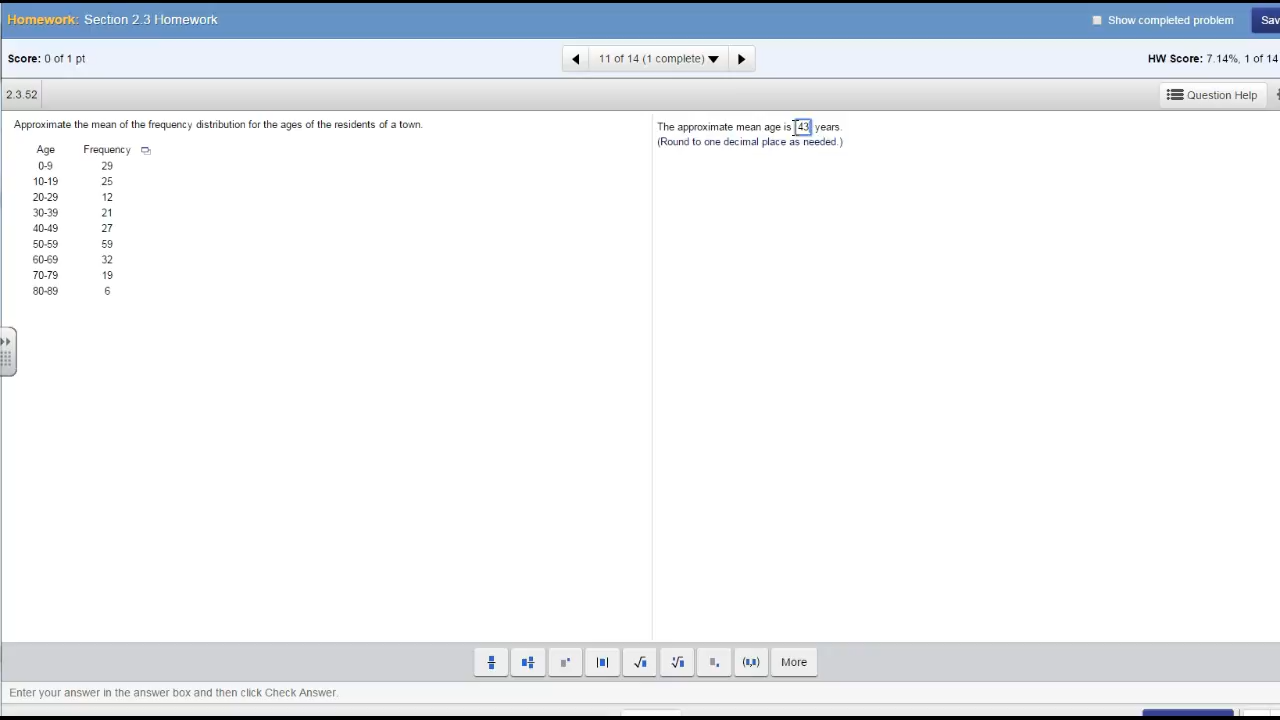 Homework: Section 2.3 Homework
Show completed problem
Sav
Score: 0 of 1 pt
11 of 14 (1 complete)
HW Score: 7.14%, 1 of 14
2.3.52
Question Help
Approximate the mean of the frequency distribution for the ages of the residents of a town.
Age Frequency
0-9 29
10-19 25
20-29 12
30-39 21
40-49 27
50-59 59
60-69 32
70-79 19
80-89 6
The approximate mean age is 43 years.
(Round to one decimal place as needed.)
More
Enter your answer in the answer box and then click Check Answer.